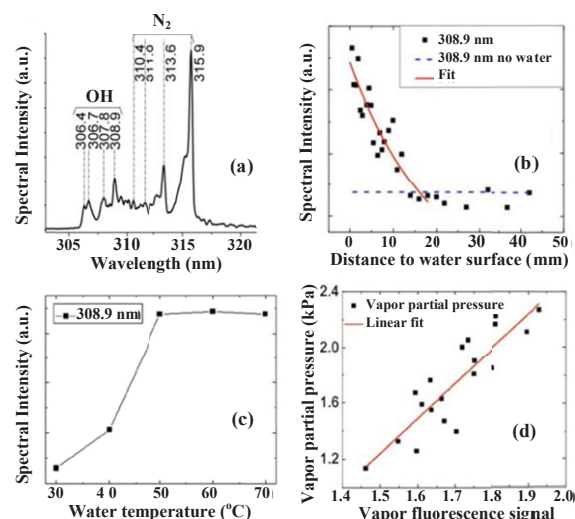 N2
OH
306.4
306.7
307.8
308.9
310.4
311.8
313.6
315.9
(a)
Spectral Intensity (a.u.)
305 310 315 320
Wavelength (nm)
308.9 nm
308.9 nm no water
Fit
(b)
Spectral Intensity (a.u.)
0 10 20 30 40 50
Distance to water surface (mm)
308.9 nm
(c)
Spectral Intensity (a.u.)
30 40 50 60 70
Water temperature (°C)
Vapor partial pressure
Linear fit
(d)
Vapor partial pressure (kPa)
2.4
2.0
1.6
1.2
1.4 1.5 1.6 1.7 1.8 1.9 2.0
Vapor fluorescence signal